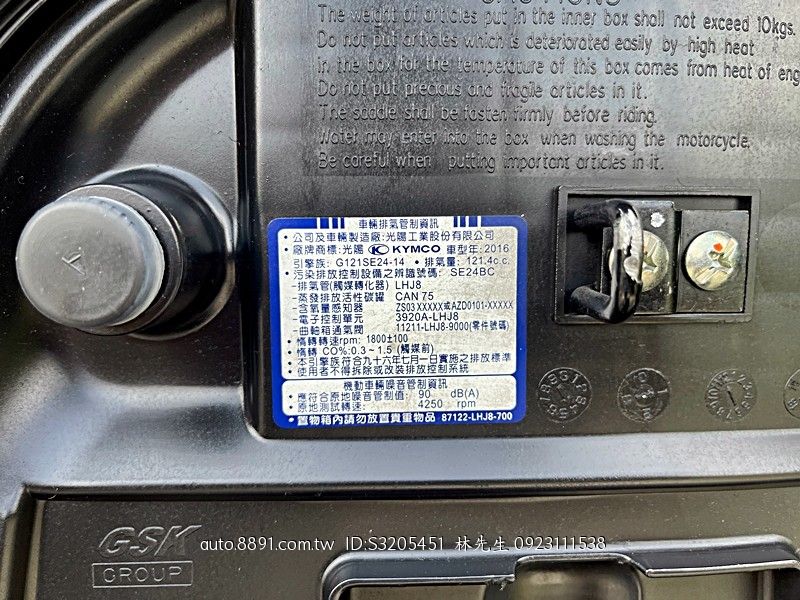 CAUTIONS
The weight of articles put in the inner box shall not exceed 10kgs.
Do not put articles which is deteriorated easily by high heat
in the box for the temperature of this box comes from heat of eng
Do not put precious and fragile articles in it.
The saddle shall be fasten firmly before riding.
Water may enter into the box when washing the motorcycle.
Be careful when putting important articles in it.
車輛排氣管制資訊
•公司及車輛製造廠:光陽工業股份有限公司
•廠牌商標:光陽 KYMCO 車型年:2016
引擎族: G121SE24-14 •排氣量: 121.4c.c.
•污染排放控制設備之辨識號碼: SE24BC
-排氣管(觸媒轉化器) LHJ8
-蒸發排放活性碳罐 CAN 75
-含氧量感知器 ZS03 XXXXX或AZD0101-XXXXX
-電子控制單元 3920A-LHJ8
-曲軸箱通氣閥 11211-LHJ8-9000(零件號碼)
•惰轉轉速rpm: 1800±100
•惰轉 CO%:0.3~1.5 (觸媒前)
•本引擎族符合九十六年七月一日實施之排放標準
•使用者不得拆除或改裝排放控制系統
機動車輛噪音管制資訊
•應符合原地噪音管制值: 90 dB(A)
原地測試轉速: 4250 rpm
•置物箱內請勿放置貴重物品 87122-LHJ8-700
K
GSK
GROUP
auto.8891.com.tw ID:S3205451 林先生 0923111538